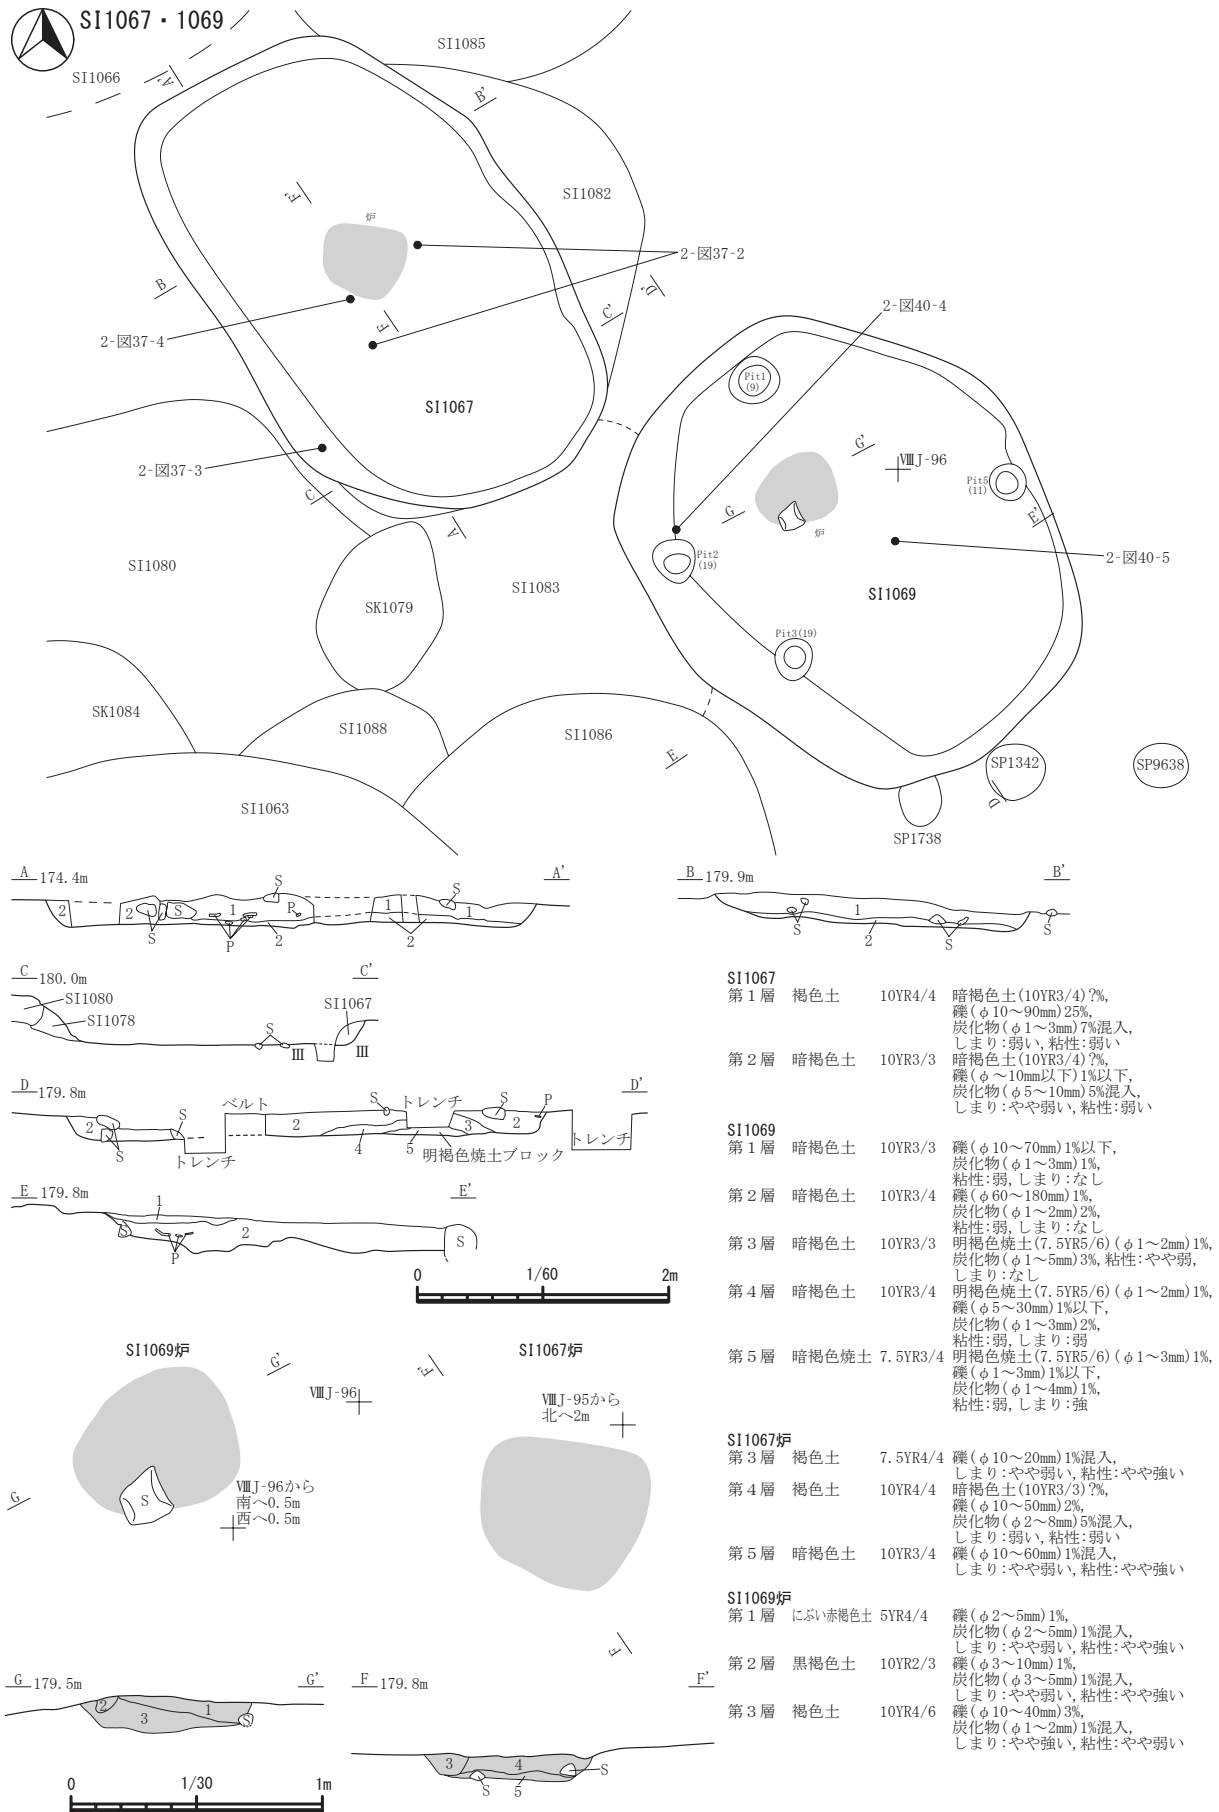 SI1067・1069
SI1085
SI1066
A'
B'
SI1082
F'
炉
2-図37-2
B
D'
C'
2-図40-4
F
2-図37-4
Pit1
(9)
SI1067
G'
ⅧJ-96
2-図37-3
Pit5
(11)
C
G
E'
A
炉
Pit2
(19)
2-図40-5
SI1080
SI1083
SI1069
SK1079
Pit3(19)
SK1084
SI1088
SI1086
E
SP1342
SP9638
D
SI1063
SP1738
A 174.4m
A'
S
S
2
2
S
1
P
1
1
S
P
2
2
B 179.9m
B'
1
S
2
S
S
C 180.0m
C'
SI1080
SI1067
SI1078
S
Ⅲ
Ⅲ
D 179.8m
D'
ベルト
S
トレンチ
S
P
2
S
2
3
2
S
トレンチ
4
5
明褐色焼土ブロック
トレンチ
E 179.8m
E'
1
S
2
S
P
0
1/60
2m
SI1067
第1層 褐色土 10YR4/4 暗褐色土(10YR3/4)?%,
礫(φ10～90mm)25%,
炭化物(φ1～3mm)7%混入,
しまり:弱い,粘性:弱い
第2層 暗褐色土 10YR3/3 暗褐色土(10YR3/4)?%,
礫(φ～10mm以下)1%以下,
炭化物(φ5～10mm)5%混入,
しまり:やや弱い,粘性:弱い
SI1069
第1層 暗褐色土 10YR3/3 礫(φ10～70mm)1%以下,
炭化物(φ1～3mm)1%,
粘性:弱,しまり:なし
第2層 暗褐色土 10YR3/4 礫(φ60～180mm)1%,
炭化物(φ1～2mm)2%,
粘性:弱,しまり:なし
第3層 暗褐色土 10YR3/3 明褐色焼土(7.5YR5/6)(φ1～2mm)1%,
炭化物(φ1～5mm)3%,粘性:やや弱,
しまり:なし
第4層 暗褐色土 10YR3/4 明褐色焼土(7.5YR5/6)(φ1～2mm)1%,
礫(φ5～30mm)1%以下,
炭化物(φ1～3mm)2%,
粘性:弱,しまり:弱
第5層 暗褐色焼土 7.5YR3/4 明褐色焼土(7.5YR5/6)(φ1～3mm)1%,
礫(φ1～3mm)1%以下,
炭化物(φ1～4mm)1%,
粘性:弱,しまり:強
SI1067炉
第3層 褐色土 7.5YR4/4 礫(φ10～20mm)1%混入,
しまり:やや弱い,粘性:やや強い
第4層 褐色土 10YR4/4 暗褐色土(10YR3/3)?%,
礫(φ10～50mm)2%,
炭化物(φ2～8mm)5%混入,
しまり:弱い,粘性:弱い
第5層 暗褐色土 10YR3/4 礫(φ10～60mm)1%混入,
しまり:やや弱い,粘性:やや強い
SI1069炉
第1層 にぶい赤褐色土 5YR4/4 礫(φ2～5mm)1%,
炭化物(φ2～5mm)1%混入,
しまり:やや弱い,粘性:やや強い
第2層 黒褐色土 10YR2/3 礫(φ3～10mm)1%,
炭化物(φ3～5mm)1%混入,
しまり:やや弱い,粘性:やや強い
第3層 褐色土 10YR4/6 礫(φ10～40mm)3%,
炭化物(φ1～2mm)1%混入,
しまり:やや強い,粘性:やや弱い
SI1069炉
G'
ⅧJ-96
G
S
ⅧJ-96から
南へ0.5m
西へ0.5m
SI1067炉
F'
ⅧJ-95から
北へ2m
F
G 179.5m
G'
2
3
1
S
F 179.8m
F'
3
4
S
S
5
0
1/30
1m